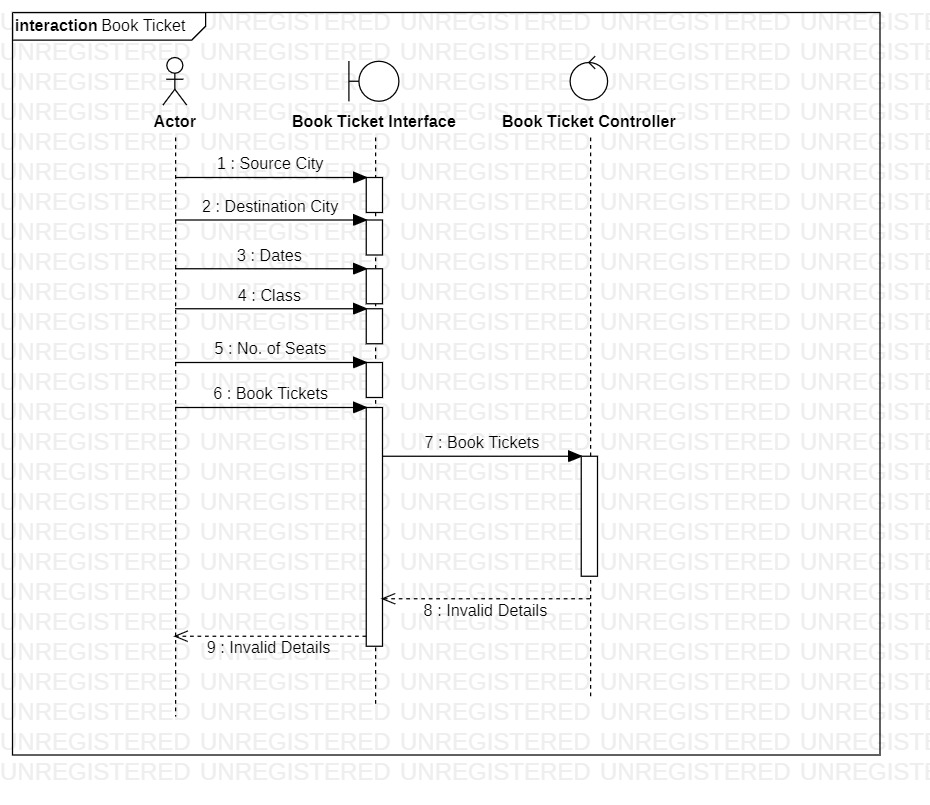 interaction Book Ticket
Actor
Book Ticket Interface
Book Ticket Controller
1 : Source City
2 : Destination City
3 : Dates
4 : Class
5 : No. of Seats
6 : Book Tickets
7 : Book Tickets
8 : Invalid Details
9 : Invalid Details
UNREGISTERED